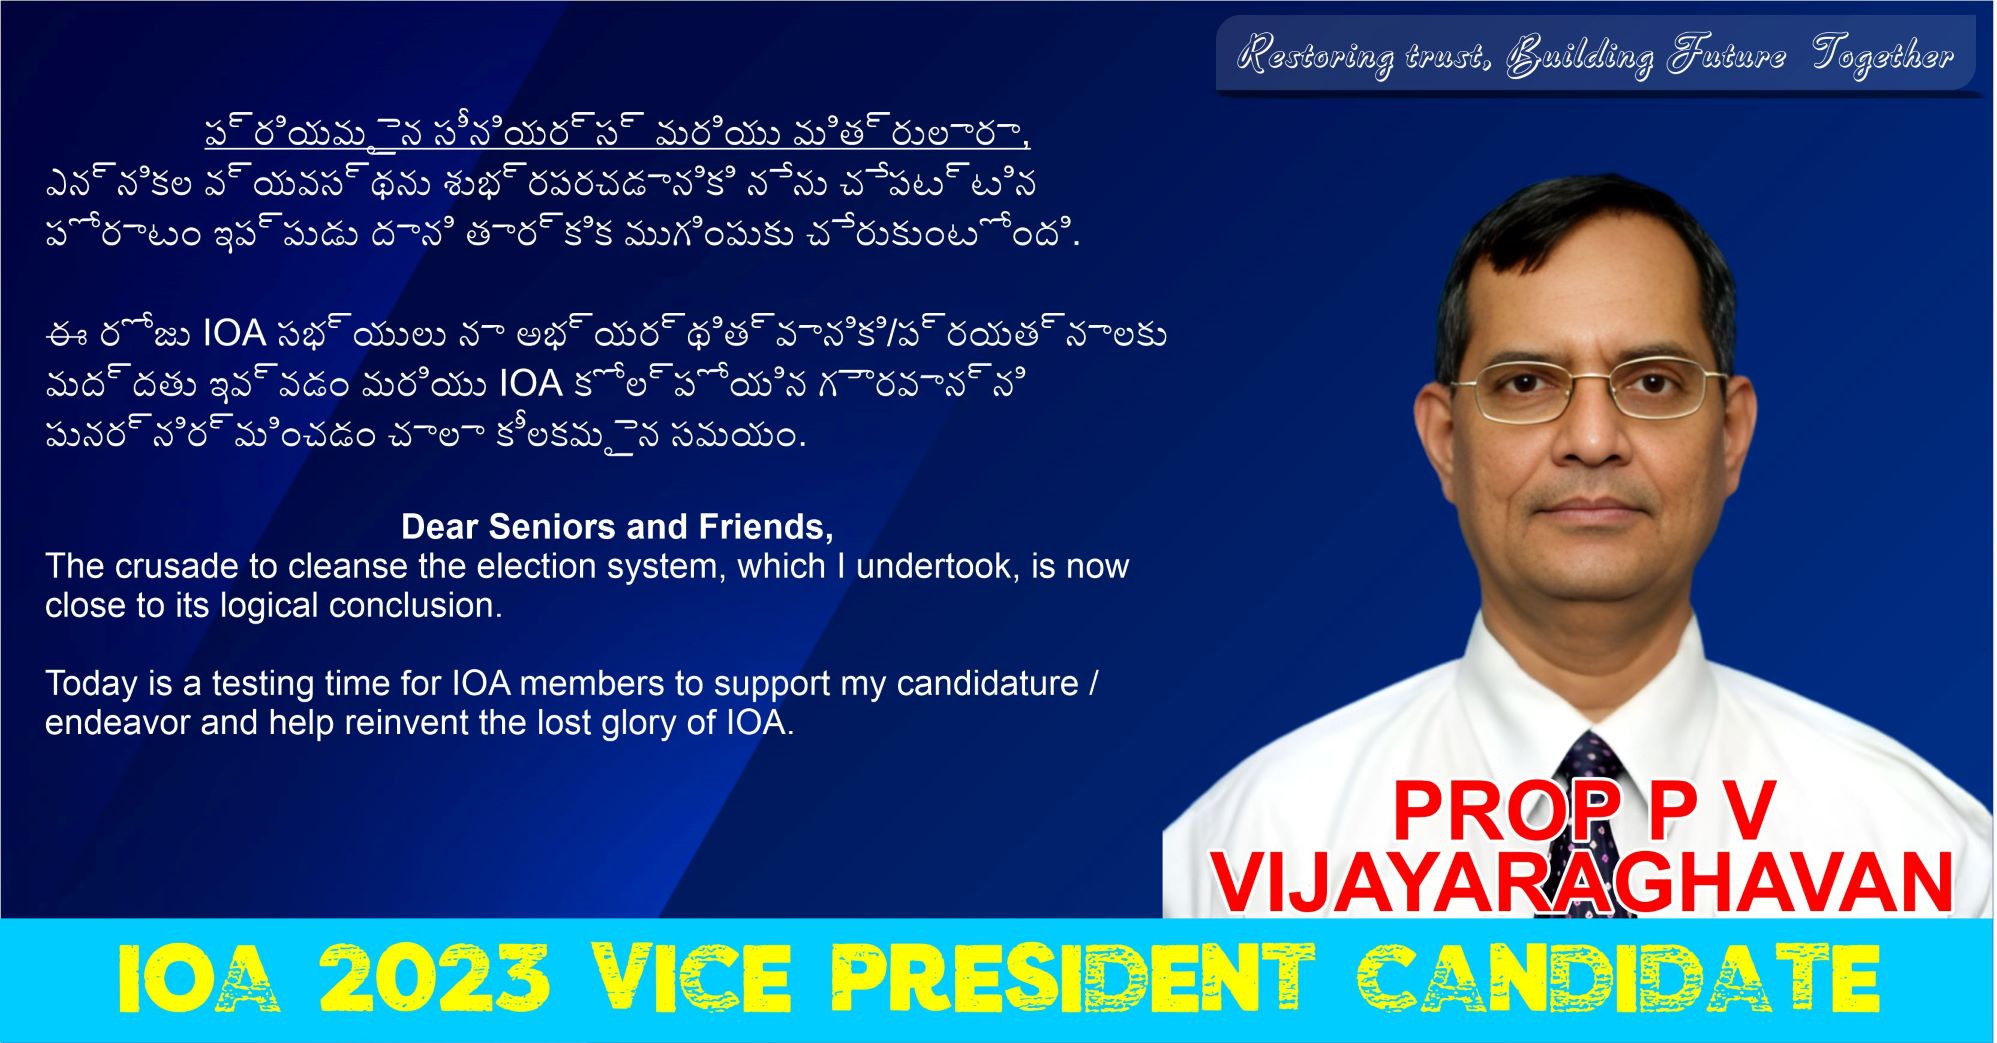 Restoring trust, Building Future Together
ప్రియమైన సీనియర్స్ మరియు మిత్రులారా,
ఎన్నికల వ్యవస్థను శుభ్రపరచడానికి నేను చేపట్టిన
పోరాటం ఇప్పుడు దాని తార్కిక ముగింపుకు చేరుకుంటోంది.
ఈ రోజు IOA సభ్యులు నా అభ్యర్థిత్వానికి/ప్రయత్నాలకు
మద్దతు ఇవ్వడం మరియు IOA కోల్పోయిన గౌరవాన్ని
పునర్నిర్మించడం చాలా కీలకమైన సమయం.
Dear Seniors and Friends,
The crusade to cleanse the election system, which I undertook, is now
close to its logical conclusion.
Today is a testing time for IOA members to support my candidature /
endeavor and help reinvent the lost glory of IOA.
PROP P V
VIJAYARAGHAVAN
IOA 2023 VICE PRESIDENT CANDIDATE